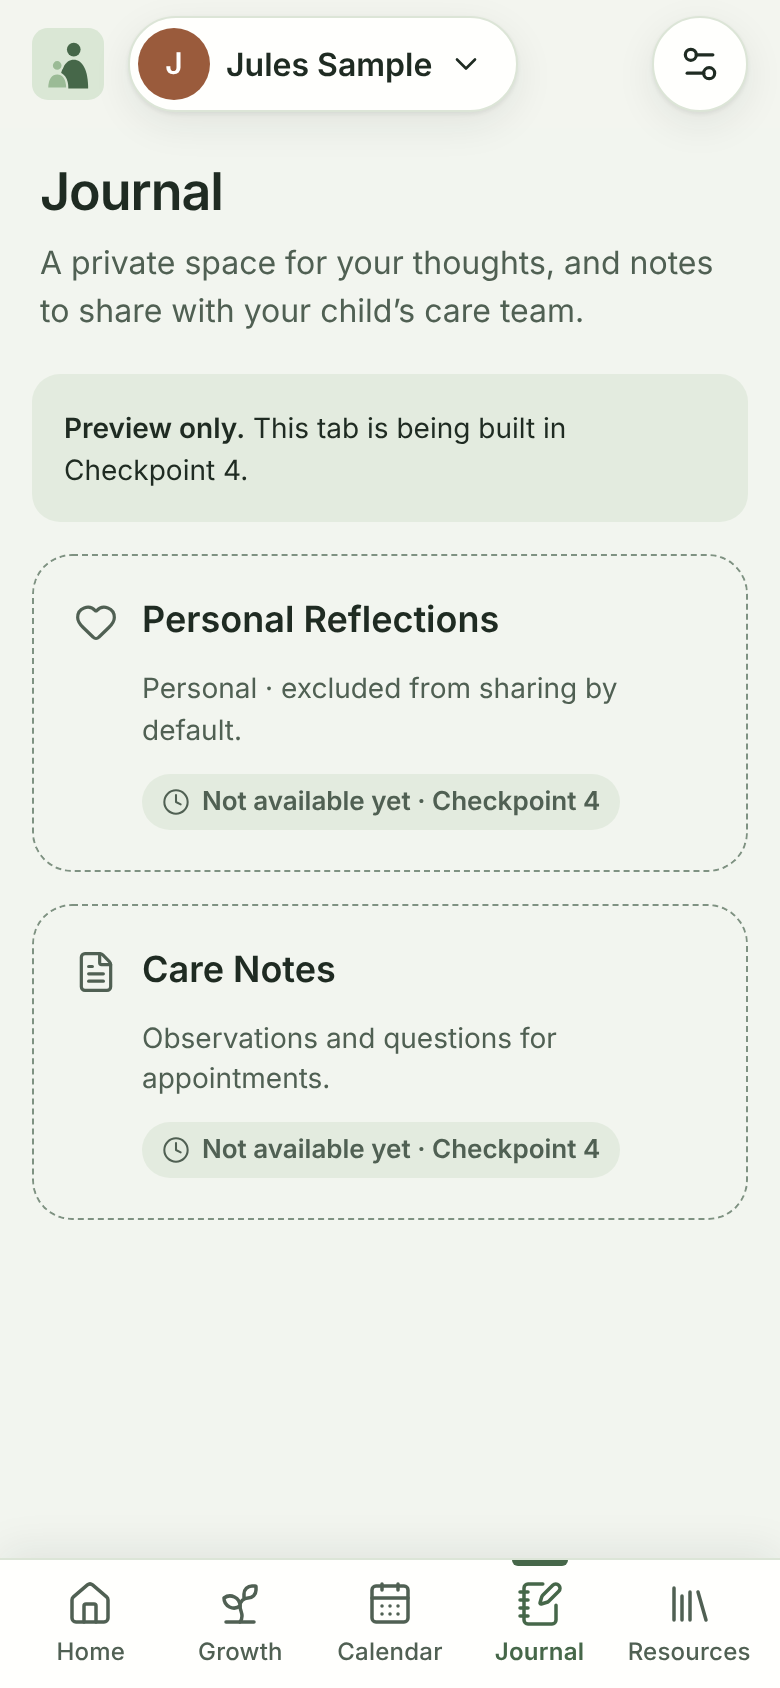 J
Jules Sample
Journal
A private space for your thoughts, and notes
to share with your child’s care team.
Preview only. This tab is being built in
Checkpoint 4.
Personal Reflections
Personal · excluded from sharing by
default.
Not available yet · Checkpoint 4
Care Notes
Observations and questions for
appointments.
Not available yet · Checkpoint 4
Home
Growth
Calendar
Journal
Resources